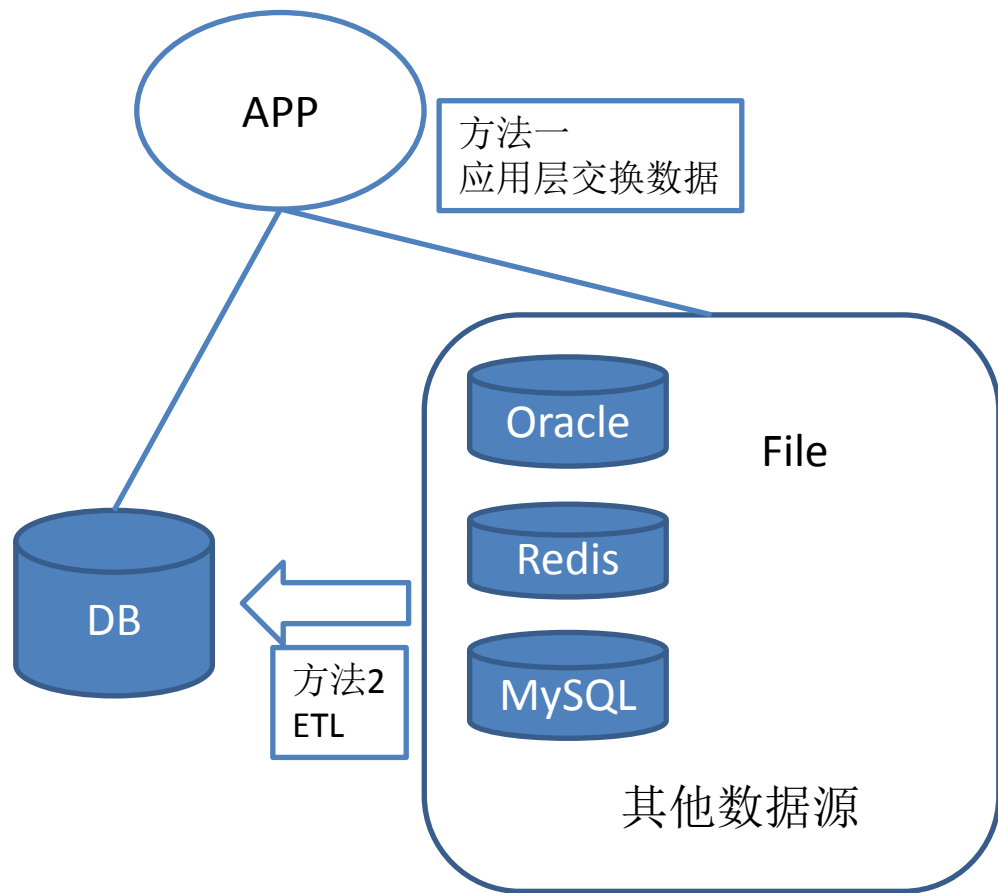 APP
方法一
应用层交换数据
Oracle
File
Redis
DB
方法2
ETL
MySQL
其他数据源